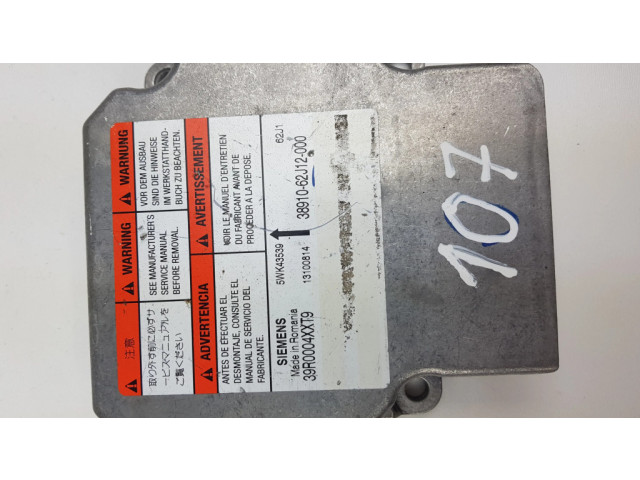 注意
取り外す前に必ずサ
ービスマニュアルを
ご覧ください
WARNING
SEE MANUFACTURER'S
SERVICE MANUAL
BEFORE REMOVAL.
WARNUNG
VOR DEM AUSBAU
SIND DIE HINWEISE
IM WERKSTATTHAND-
BUCH ZU BEACHTEN.
ADVERTENCIA
ANTES DE EFECTUAR EL
DESMONTAJE, CONSULTE EL
MANUAL DE SERVICIO DEL
FABRICANTE.
AVERTISSEMENT
VOIR LE MANUEL D'ENTRETIEN
DU FABRICANT AVANT DE
PROCÉDER A LA DEPOSE.
SIEMENS
Made in Romania
39R0004XXT9
5WK43539
13100814
62J1
38910-62J12-000
107